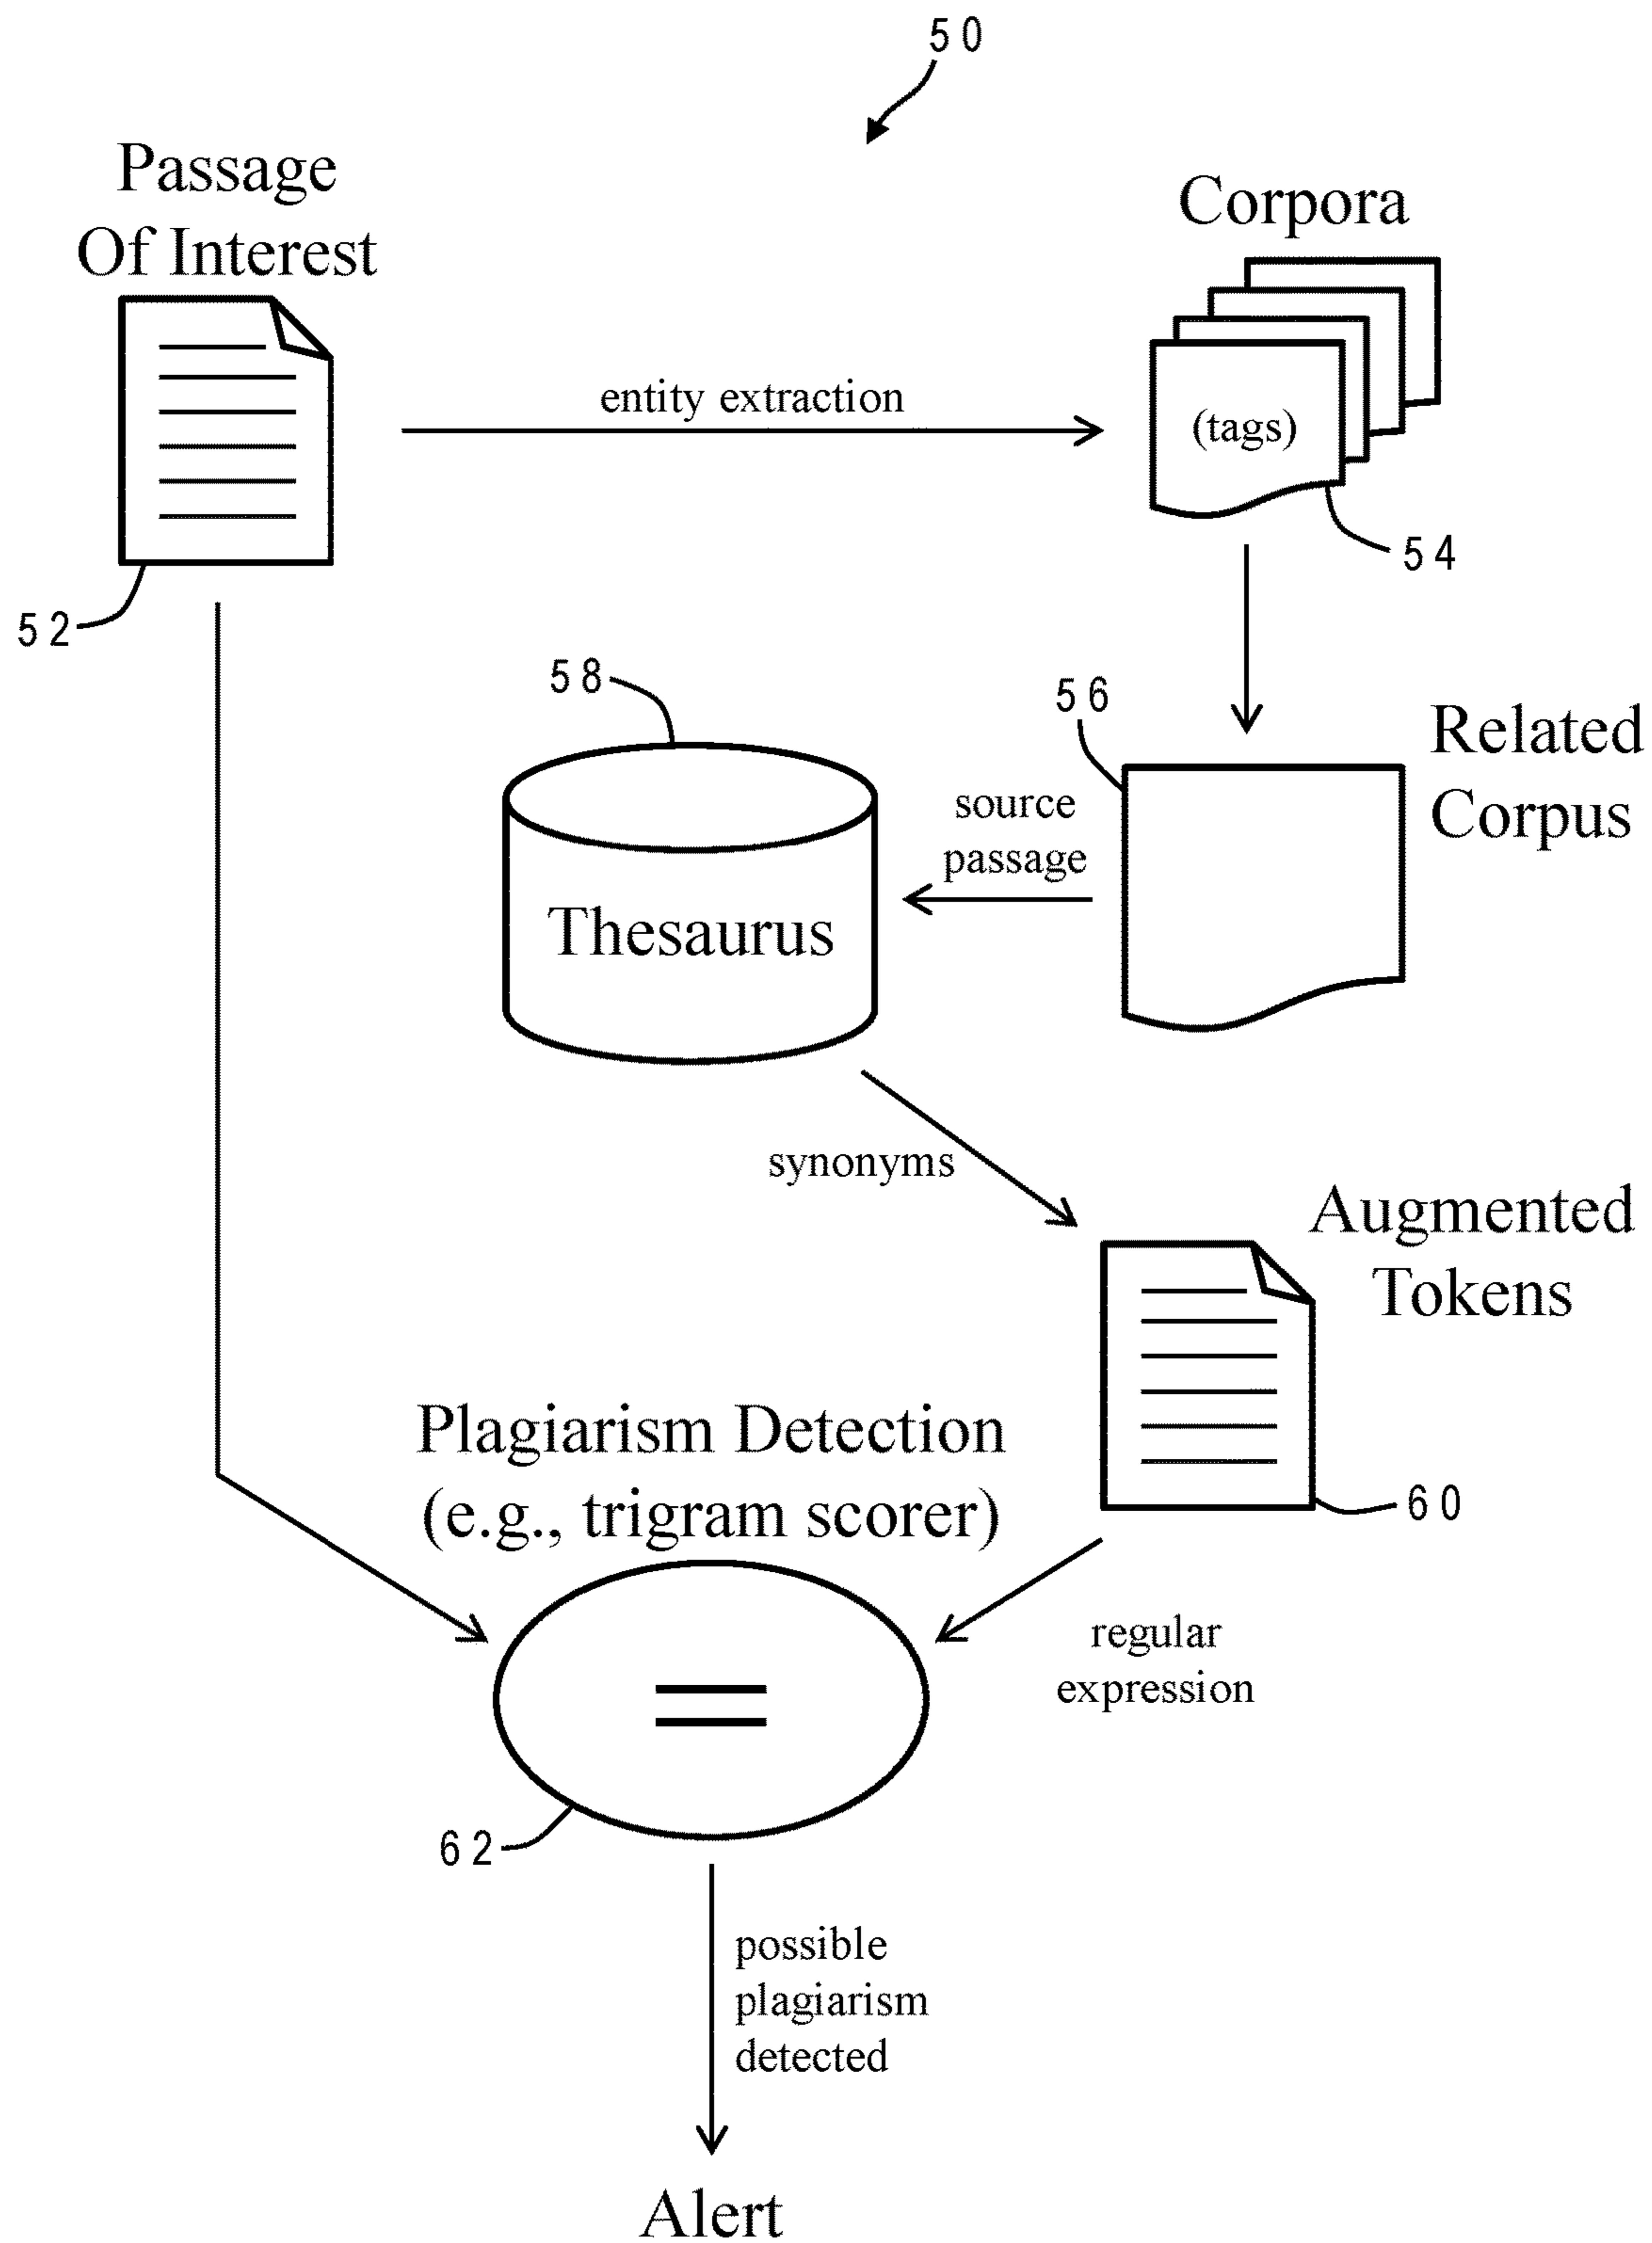 50
Passage
Of Interest
Corpora
entity extraction
(tags)
54
52
58
56
Related
Corpus
source
passage
Thesaurus
synonyms
Augmented
Tokens
Plagiarism Detection
(e.g., trigram scorer)
60
regular
expression
=
62
possible
plagiarism
detected
Alert